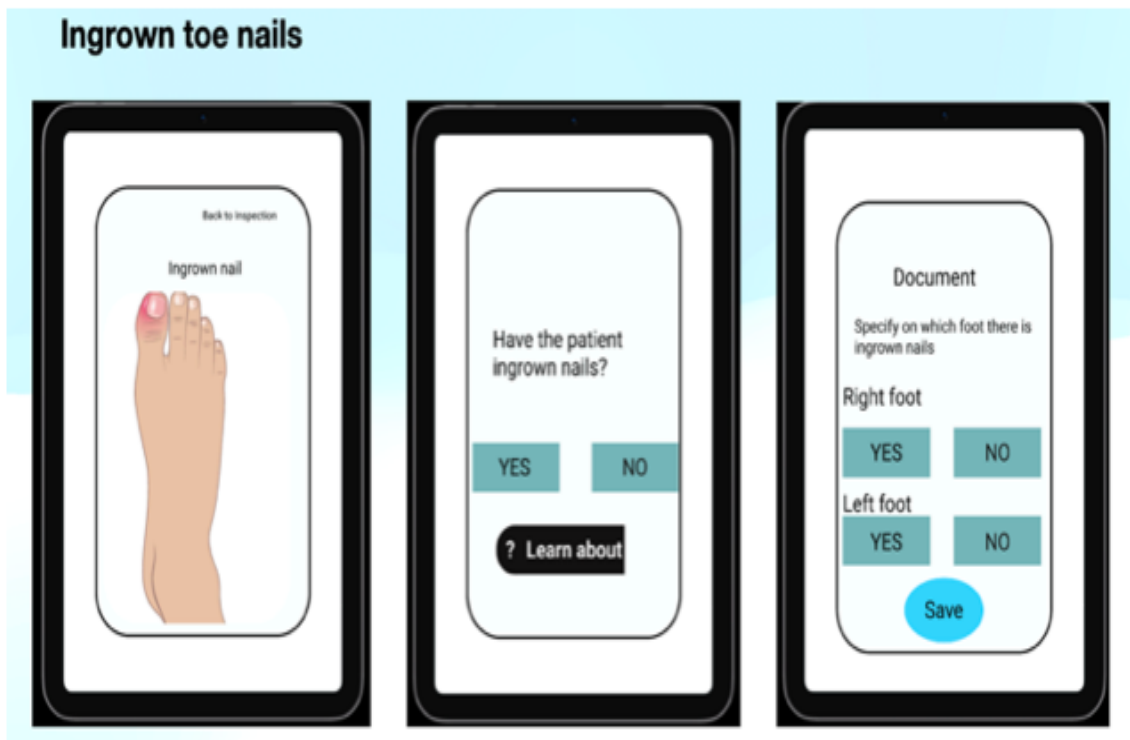 Ingrown toe nails
Back to Inspection
Ingrown nail
Have the patient
ingrown nails?
YES
NO
? Learn about
Document
Specify on which foot there is
ingrown nails
Right foot
YES
NO
Left foot
YES
NO
Save